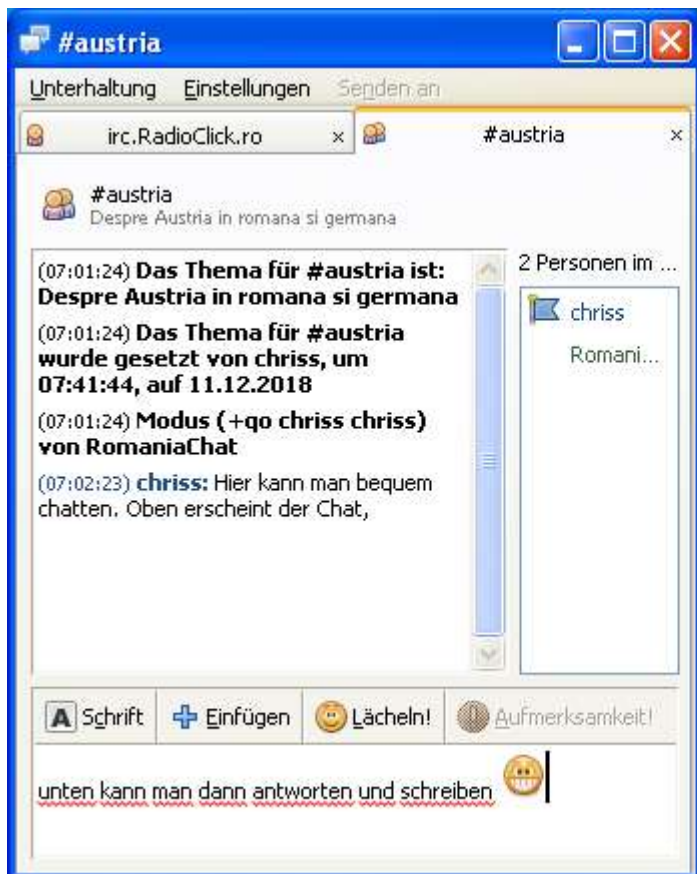 #austria
Unterhaltung Einstellungen Senden an
irc.RadioClick.ro × #austria ×
#austria
Despre Austria in romana si germana
2 Personen im ...
chriss
Romani...
(07:01:24) Das Thema für #austria ist:
Despre Austria in romana si germana
(07:01:24) Das Thema für #austria
wurde gesetzt von chriss, um
07:41:44, auf 11.12.2018
(07:01:24) Modus (+qo chriss chriss)
von RomaniaChat
(07:02:23) chriss: Hier kann man bequem
chatten. Oben erscheint der Chat,
A Schrift Einfügen Lächeln! Aufmerksamkeit!
unten kann man dann antworten und schreiben